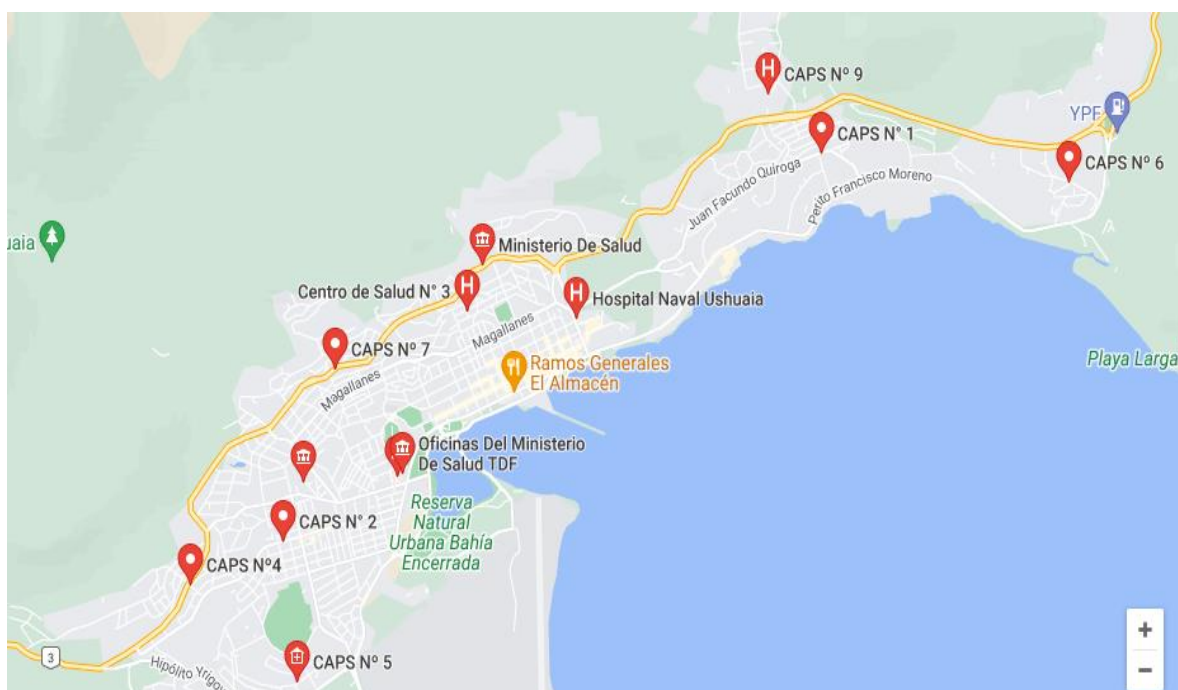 CAPS Nº 9
YPF
CAPS N° 1
CAPS Nº 6
Juan Facundo Quiroga
Perito Francisco Moreno
uaia
Ministerio De Salud
Centro de Salud N° 3
Hospital Naval Ushuaia
Magallanes
CAPS Nº 7
Ramos Generales
El Almacén
Playa Larga
Magallanes
Oficinas Del Ministerio
De Salud TDF
Reserva
Natural
Urbana Bahía
Encerrada
CAPS N° 2
CAPS Nº4
3
Hipólito Yrigo
CAPS Nº 5
+
−
H
H
H